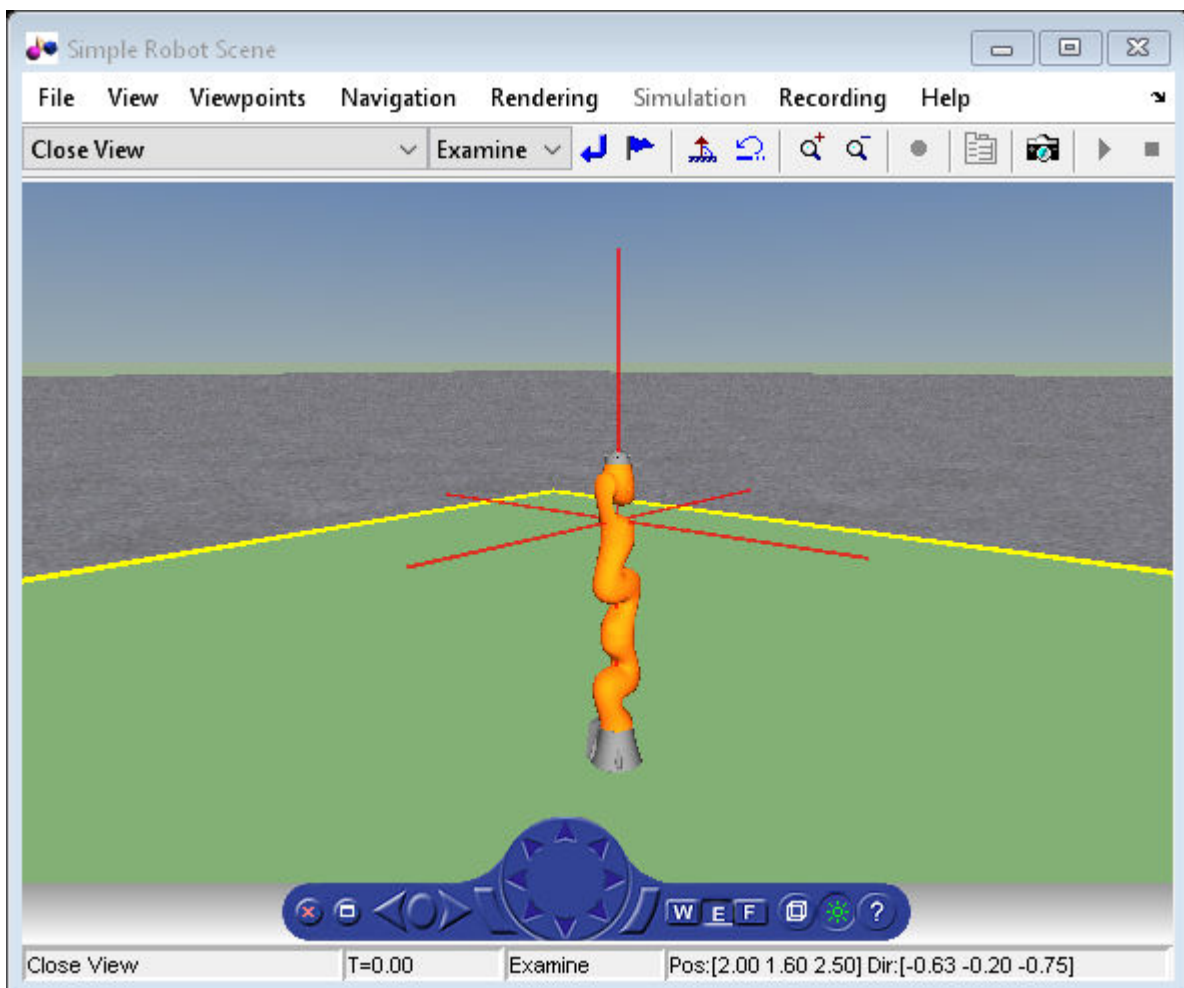 Simple Robot Scene
File View Viewpoints Navigation Rendering Simulation Recording Help
Close View Examine
W E F ?
Close View T=0.00 Examine Pos:[2.00 1.60 2.50] Dir:[-0.63 -0.20 -0.75]